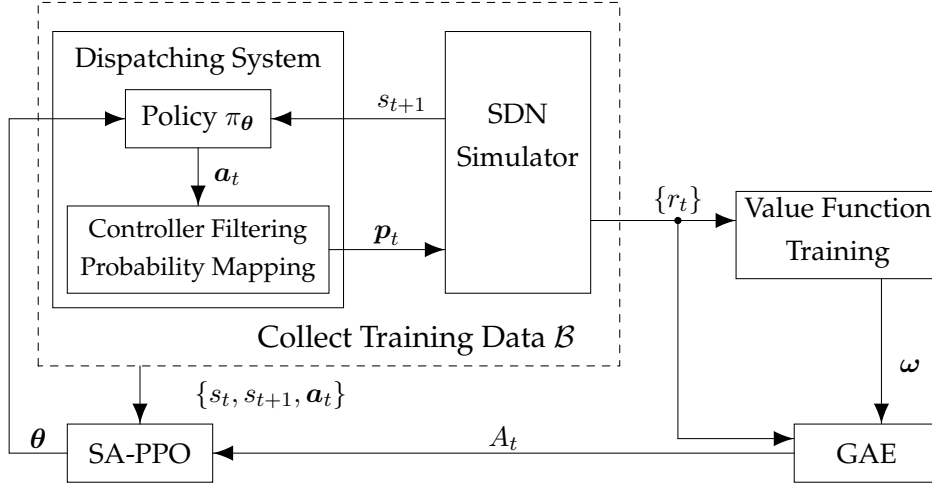 Dispatching System
Policy π_θ
s_{t+1}
SDN
Simulator
a_t
Controller Filtering
Probability Mapping
p_t
{r_t}
Value Function
Training
Collect Training Data ℬ
{s_t, s_{t+1}, a_t}
ω
θ
SA-PPO
A_t
GAE